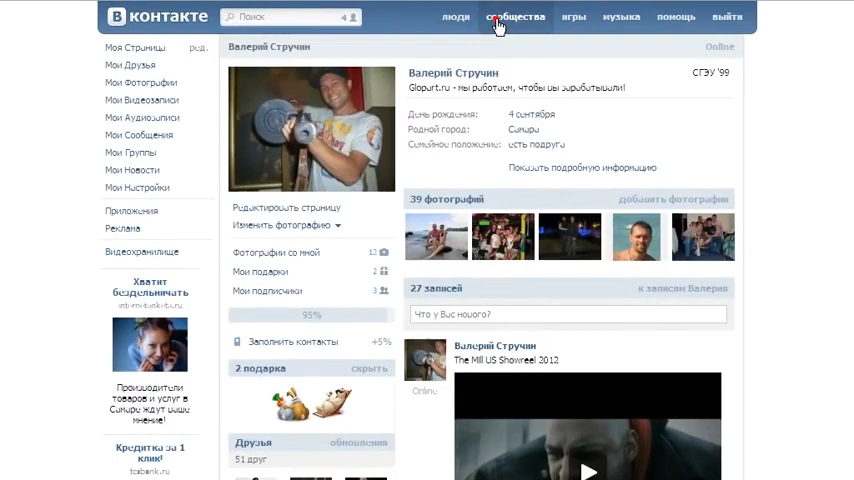 В контакте
Поиск
4
люди
сообщества
игры
музыка
помощь
выйти
Моя Страница
ред.
Мои Друзья
Мои Фотографии
Мои Видеозаписи
Мои Аудиозаписи
Мои Сообщения
Мои Группы
Мои Новости
Мои Настройки
Приложения
Реклама
Видеохранилище
Хватит
бездельничать
Производители
товаров и услуг в
Самаре ждут ваше
мнение!
Кредитка за 1
клик!
tcsbank.ru
Валерий Стручин
Online
Редактировать страницу
Изменить фотографию
Фотографии со мной
12
Мои подарки
2
Мои подписчики
3
95%
Заполнить контакты
+5%
2 подарка
скрыть
Друзья
обновления
51 друг
Валерий Стручин
СГЭУ '99
Glopart.ru - мы работаем, чтобы вы зарабатывали!
День рождения:
4 сентября
Родной город:
Самара
Семейное положение:
есть подруга
Показать подробную информацию
39 фотографий
добавить фотографии
27 записей
к записям Валерия
Что у Вас нового?
Валерий Стручин
The Mill US Showreel 2012
Online